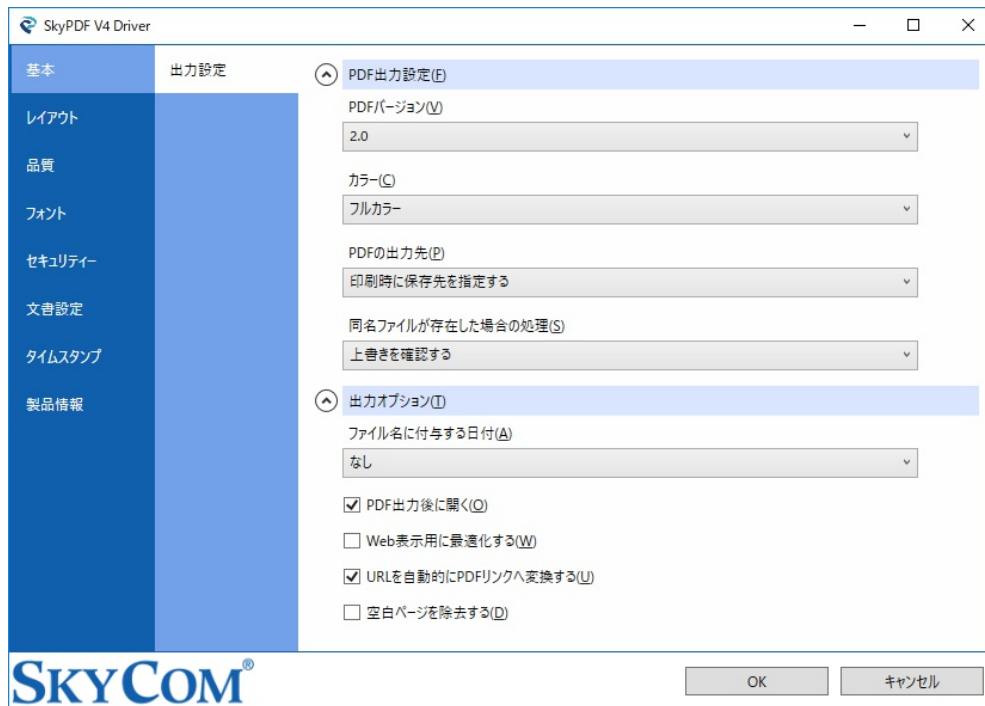 SkyPDF V4 Driver
基本
レイアウト
品質
フォント
セキュリティー
文書設定
タイムスタンプ
製品情報
出力設定
PDF出力設定(F)
PDFバージョン(V)
2.0
カラー(C)
フルカラー
PDFの出力先(P)
印刷時に保存先を指定する
同名ファイルが存在した場合の処理(S)
上書きを確認する
出力オプション(T)
ファイル名に付与する日付(A)
なし
PDF出力後に開く(O)
Web表示用に最適化する(W)
URLを自動的にPDFリンクへ変換する(U)
空白ページを除去する(D)
SKYCOM®
OK
キャンセル